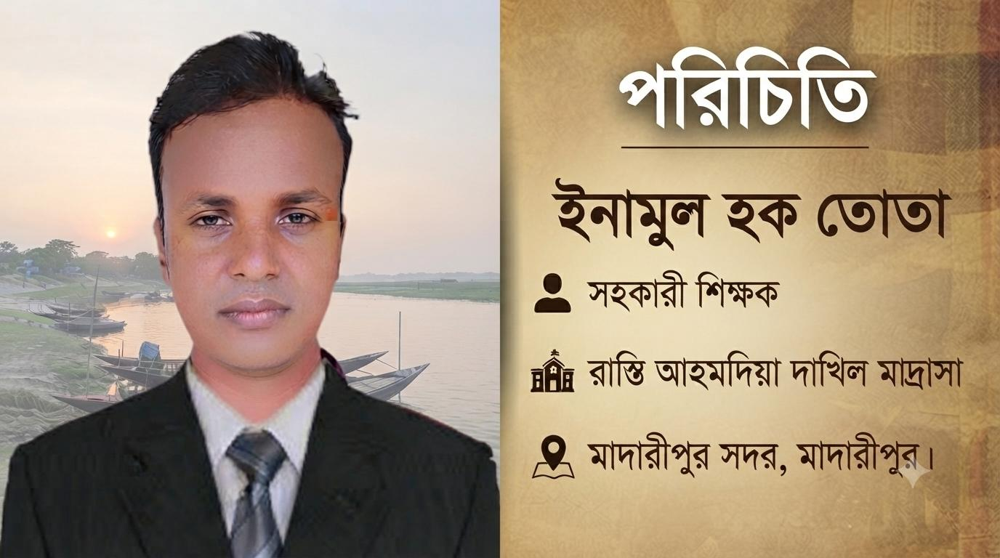 পরিচিতি
ইনামুল হক তোতা
সহকারী শিক্ষক
রাস্তি আহমদিয়া দাখিল মাদ্রাসা
মাদারীপুর সদর, মাদারীপুর।